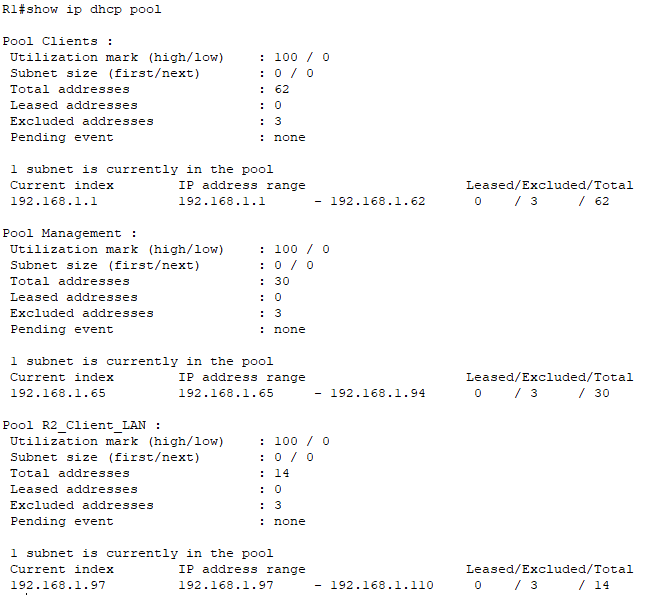 R1#show ip dhcp pool
Pool Clients :
Utilization mark (high/low) : 100 / 0
Subnet size (first/next) : 0 / 0
Total addresses : 62
Leased addresses : 0
Excluded addresses : 3
Pending event : none
1 subnet is currently in the pool
Current index IP address range Leased/Excluded/Total
192.168.1.1 192.168.1.1 - 192.168.1.62 0 / 3 / 62
Pool Management :
Utilization mark (high/low) : 100 / 0
Subnet size (first/next) : 0 / 0
Total addresses : 30
Leased addresses : 0
Excluded addresses : 3
Pending event : none
1 subnet is currently in the pool
Current index IP address range Leased/Excluded/Total
192.168.1.65 192.168.1.65 - 192.168.1.94 0 / 3 / 30
Pool R2_Client_LAN :
Utilization mark (high/low) : 100 / 0
Subnet size (first/next) : 0 / 0
Total addresses : 14
Leased addresses : 0
Excluded addresses : 3
Pending event : none
1 subnet is currently in the pool
Current index IP address range Leased/Excluded/Total
192.168.1.97 192.168.1.97 - 192.168.1.110 0 / 3 / 14